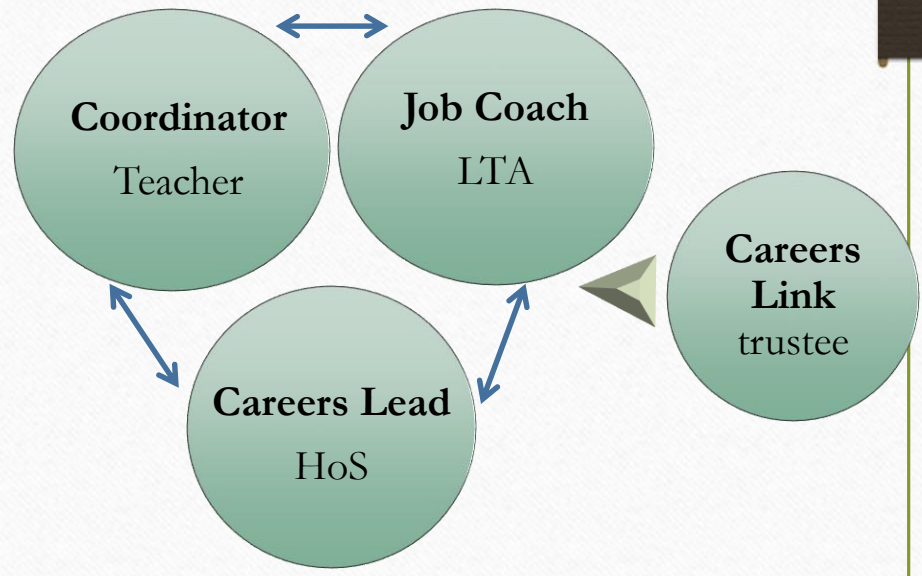 Coordinator
Teacher
Job Coach
LTA
Careers
Link
trustee
Careers Lead
HoS